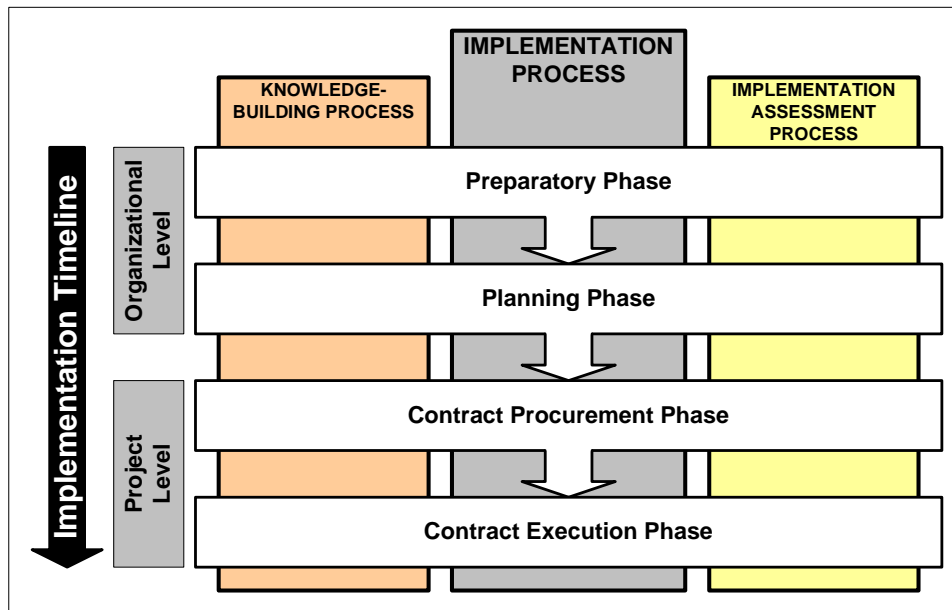 IMPLEMENTATION
PROCESS
KNOWLEDGE-
BUILDING PROCESS
IMPLEMENTATION
ASSESSMENT
PROCESS
Implementation Timeline
Organizational
Level
Preparatory Phase
Planning Phase
Project
Level
Contract Procurement Phase
Contract Execution Phase